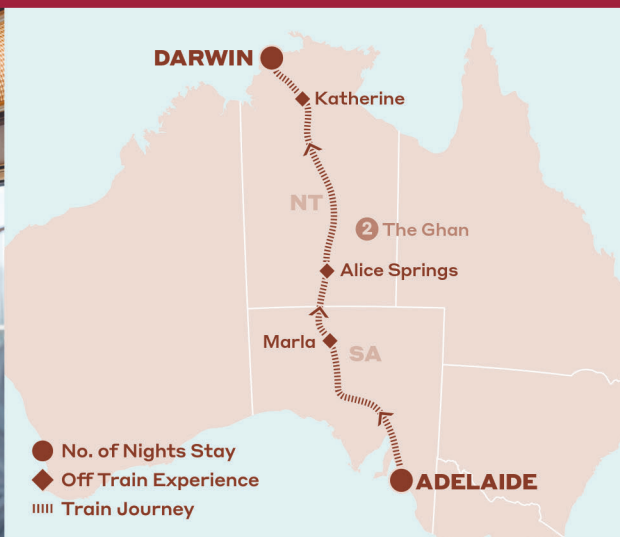 DARWIN
Katherine
NT
2 The Ghan
Alice Springs
Marla
SA
ADELAIDE
No. of Nights Stay
Off Train Experience
Train Journey